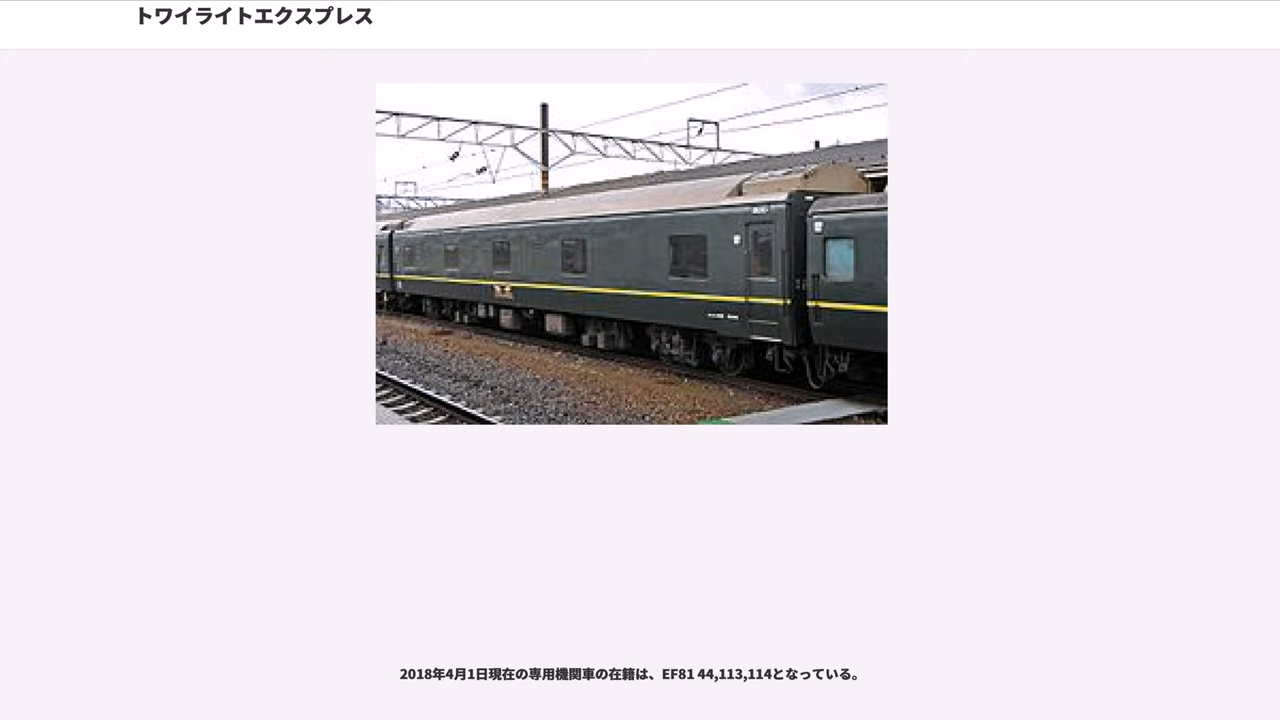 トワイライトエクスプレス
2018年4月1日現在の専用機関車の在籍は、EF81 44,113,114となっている。